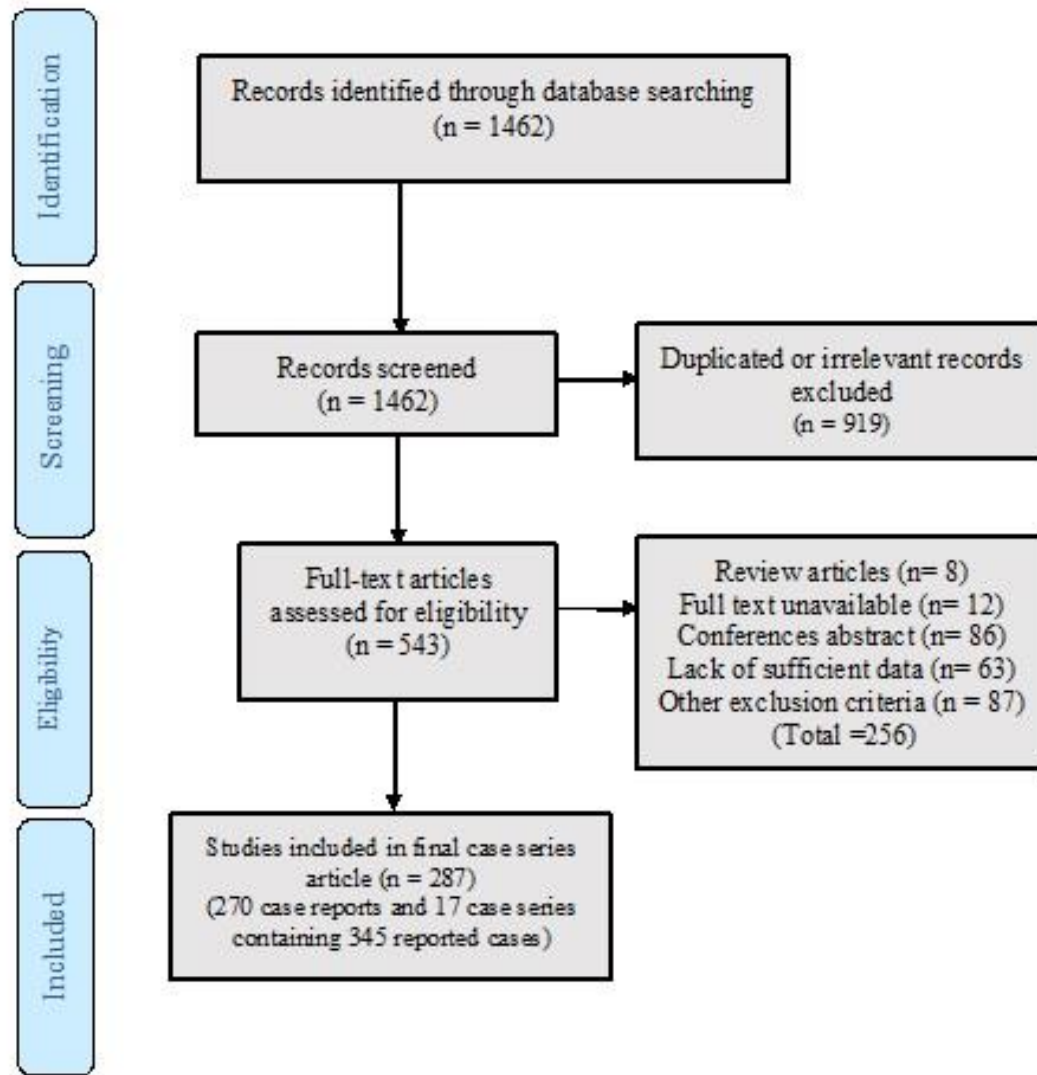 Identification
Records identified through database searching
(n = 1462)
Screening
Records screened
(n = 1462)
Duplicated or irrelevant records
excluded
(n = 919)
Eligibility
Full-text articles
assessed for eligibility
(n = 543)
Review articles (n= 8)
Full text unavailable (n= 12)
Conferences abstract (n= 86)
Lack of sufficient data (n= 63)
Other exclusion criteria (n = 87)
(Total =256)
Included
Studies included in final case series
article (n = 287)
(270 case reports and 17 case series
containing 345 reported cases)